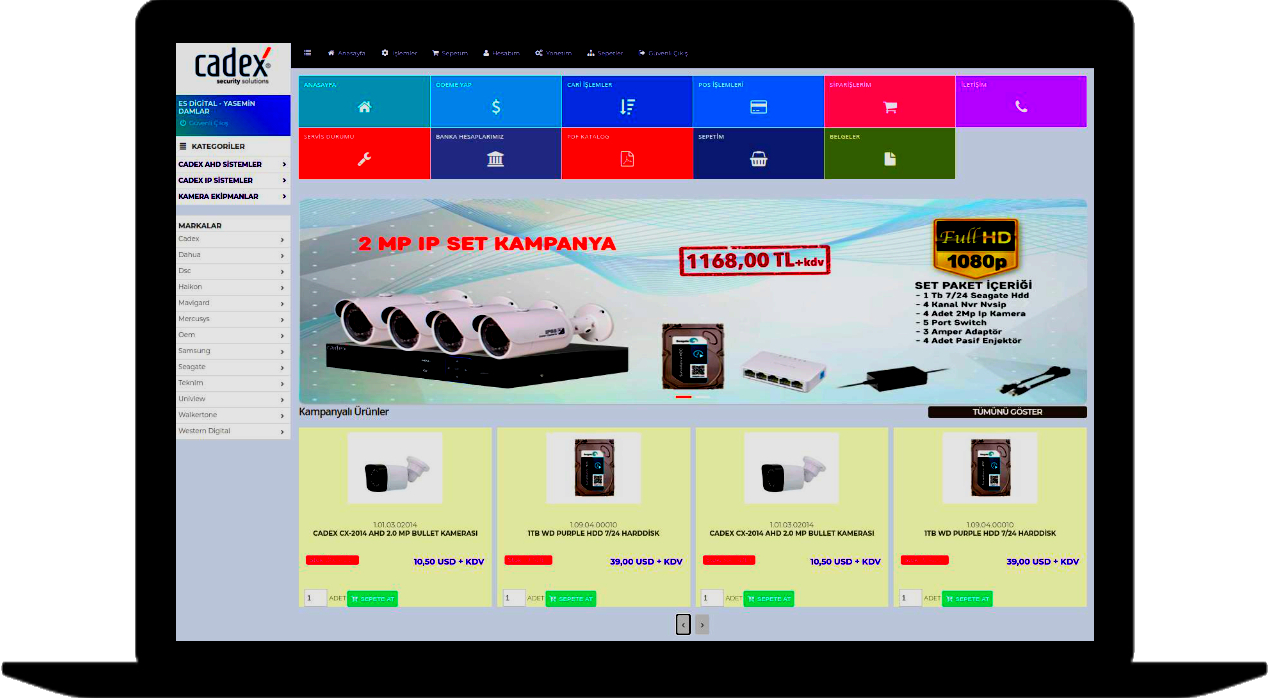 cadex
security solutions
Anasayfa İşlemler Sepetim Hesabım Yönetim Sepetler Güvenli Çıkış
ES DİGİTAL - YASEMİN
DAMLAR
Güvenli Çıkış
KATEGORİLER
CADEX AHD SİSTEMLER
CADEX IP SİSTEMLER
KAMERA EKİPMANLAR
MARKALAR
Cadex
Dahua
Dsc
Haikon
Mavigard
Mercusys
Oem
Samsung
Seagate
Teknim
Uniview
Walkertone
Western Digital
ANASAYFA
ÖDEME YAP
CARİ İŞLEMLER
POS İŞLEMLERİ
SİPARİŞLERİM
İLETİŞİM
SERVİS DURUMU
BANKA HESAPLARIMIZ
PDF KATALOG
SEPETİM
BELGELER
2 MP IP SET KAMPANYA
1168,00 TL+kdv
Full HD
1080p
SET PAKET İÇERİĞİ
- 1 Tb 7/24 Seagate Hdd
- 4 Kanal Nvr Nvsip
- 4 Adet 2Mp Ip Kamera
- 5 Port Switch
- 3 Amper Adaptör
- 4 Adet Pasif Enjektör
cadex
Kampanyalı Ürünler
TÜMÜNÜ GÖSTER
1.01.03.02014
CADEX CX-2014 AHD 2.0 MP BULLET KAMERASI
10,50 USD + KDV
1 ADET SEPETE AT
1.09.04.00010
1TB WD PURPLE HDD 7/24 HARDDİSK
39,00 USD + KDV
1 ADET SEPETE AT
1.01.03.02014
CADEX CX-2014 AHD 2.0 MP BULLET KAMERASI
10,50 USD + KDV
1 ADET SEPETE AT
1.09.04.00010
1TB WD PURPLE HDD 7/24 HARDDİSK
39,00 USD + KDV
1 ADET SEPETE AT